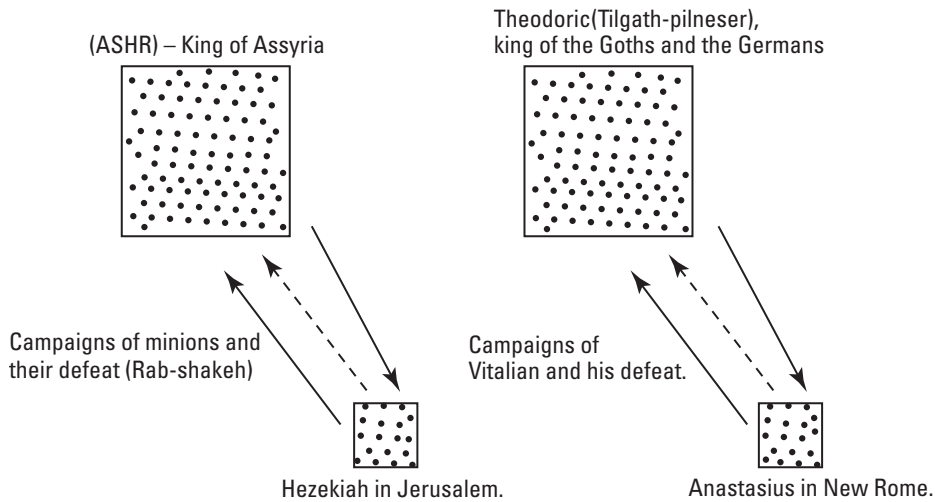 (ASHR) – King of Assyria
Theodoric(Tilgath-pilneser),
king of the Goths and the Germans
Campaigns of minions and
their defeat (Rab-shakeh)
Campaigns of
Vitalian and his defeat.
Hezekiah in Jerusalem.
Anastasius in New Rome.